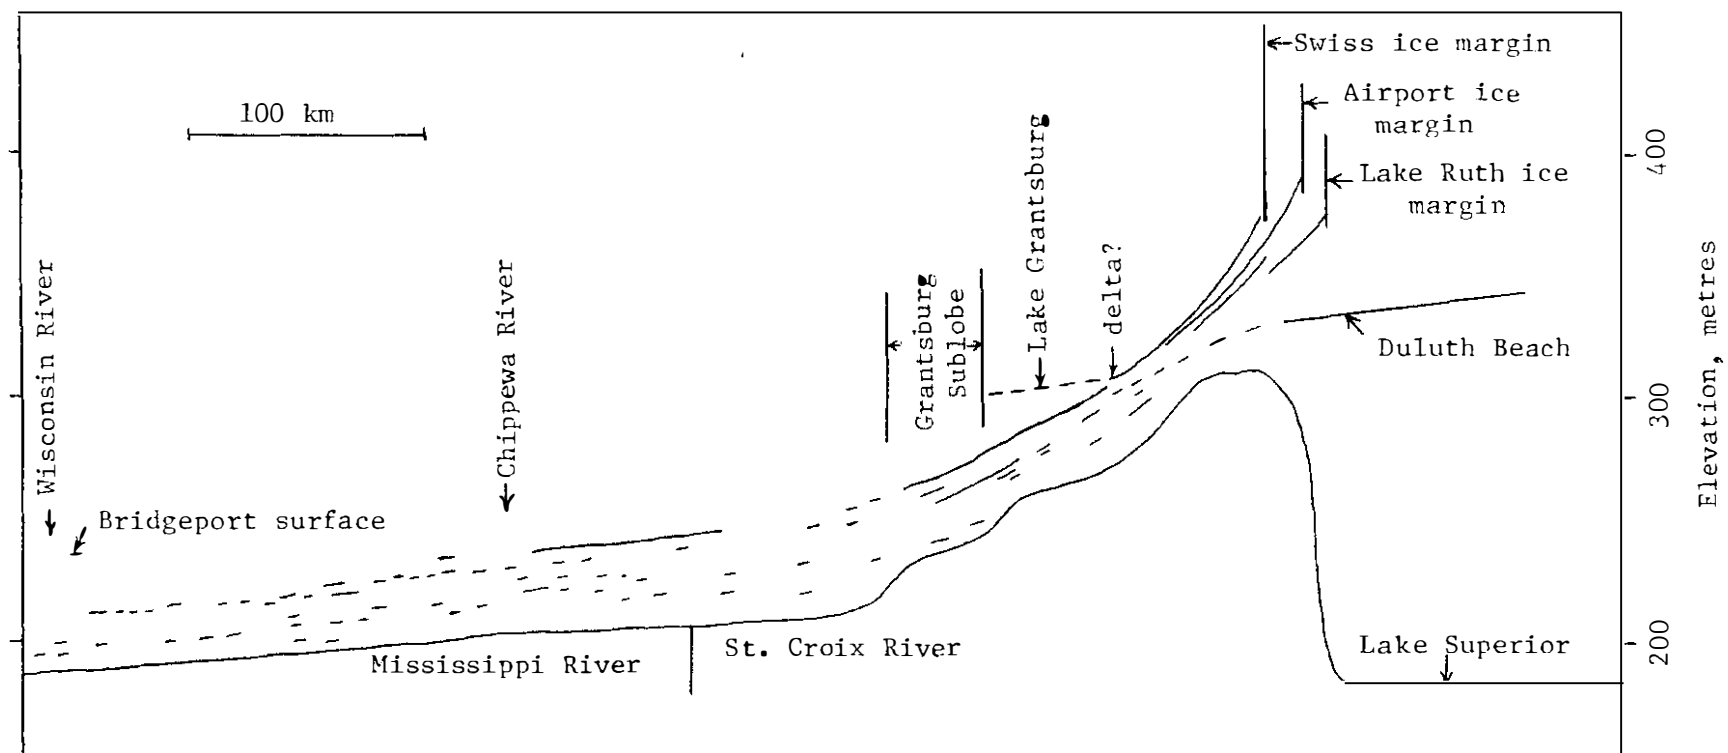 Swiss ice margin
Airport ice
margin
Lake Ruth ice
margin
100 km
400
300
200
Elevation, metres
Wisconsin River
Bridgeport surface
Chippewa River
Grantsburg
Sublobe
Lake Grantsburg
delta?
Duluth Beach
Mississippi River
St. Croix River
Lake Superior